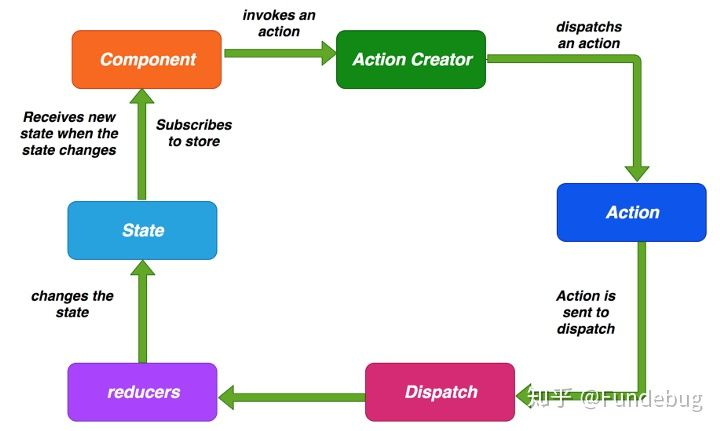 invokes an
action
dispatchs
an action
Component
Action Creator
Receives new
state when the
state changes
Subscribes
to store
State
Action
changes the
state
Action is
sent to
dispatch
reducers
Dispatch
知乎 @Fundebug